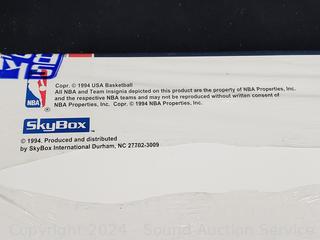 Copr. © 1994 USA Basketball
All NBA and Team Insignia depicted on this product are the property of NBA Properties, Inc.
and the respective NBA teams and may not be reproduced without written consent of
NBA Properties, Inc. Copr. © 1994 NBA Properties, Inc.
NBA
SkyBox™
© 1994. Produced and distributed
by SkyBox International Durham, NC 27702-3009
Copyright 2024 - Sound Auction Service